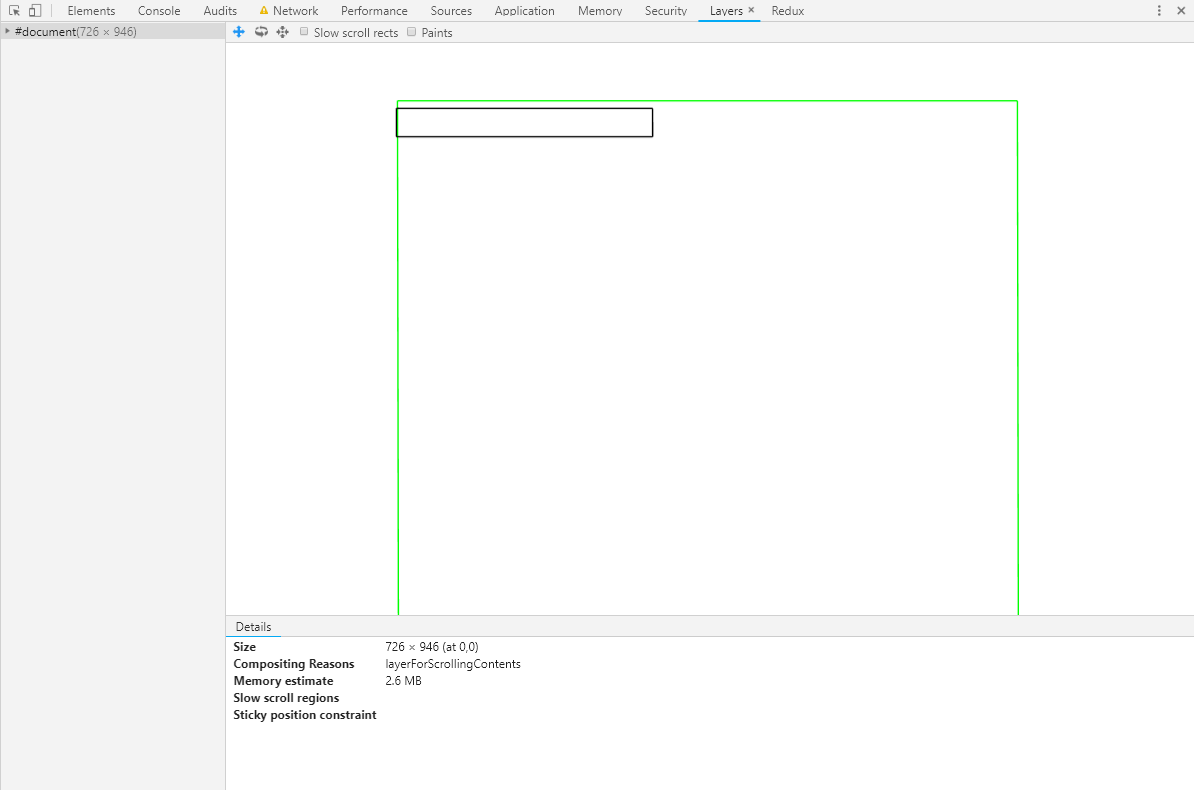 Elements Console Audits Network Performance Sources Application Memory Security Layers × Redux
#document(726 × 946)
Slow scroll rects Paints
Details
Size 726 × 946 (at 0,0)
Compositing Reasons layerForScrollingContents
Memory estimate 2.6 MB
Slow scroll regions
Sticky position constraint